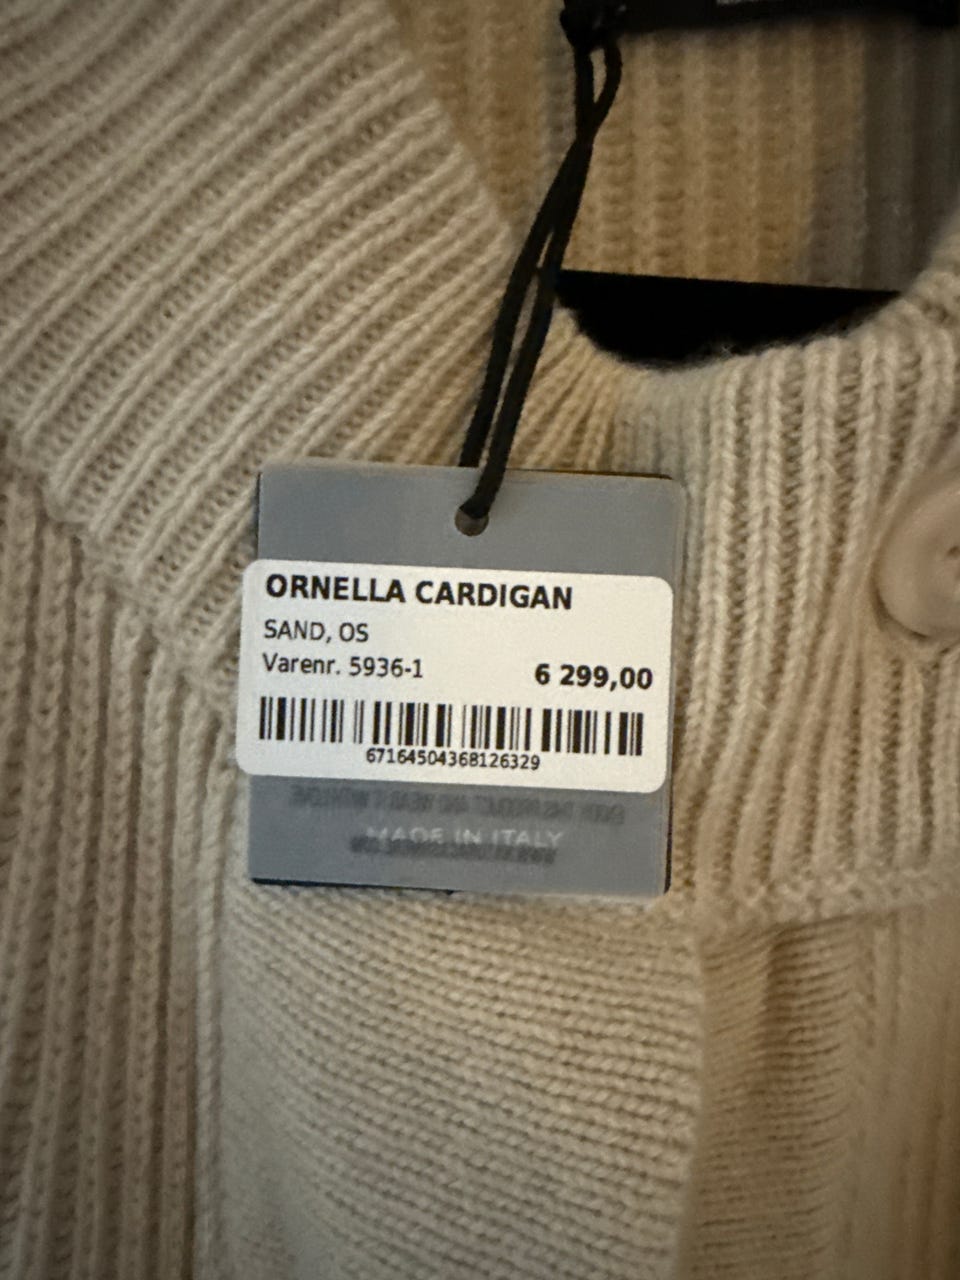 ORNELLA CARDIGAN
SAND, OS
Varenr. 5936-1 6 299,00
67164504368126329
MADE IN ITALY